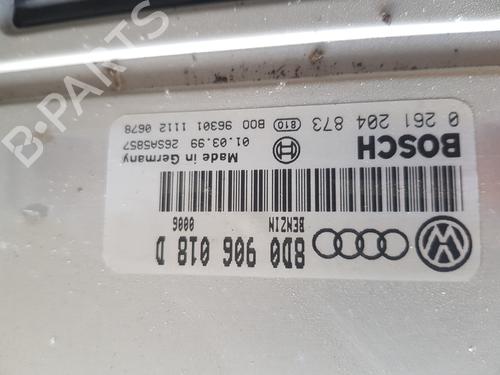 8D0 906 018 D
BENZIN 0006
BOSCH
0 261 204 873
Made in Germany
01.03.99 26SA5857
810 B00 96301 1112 0678
B-PARTS